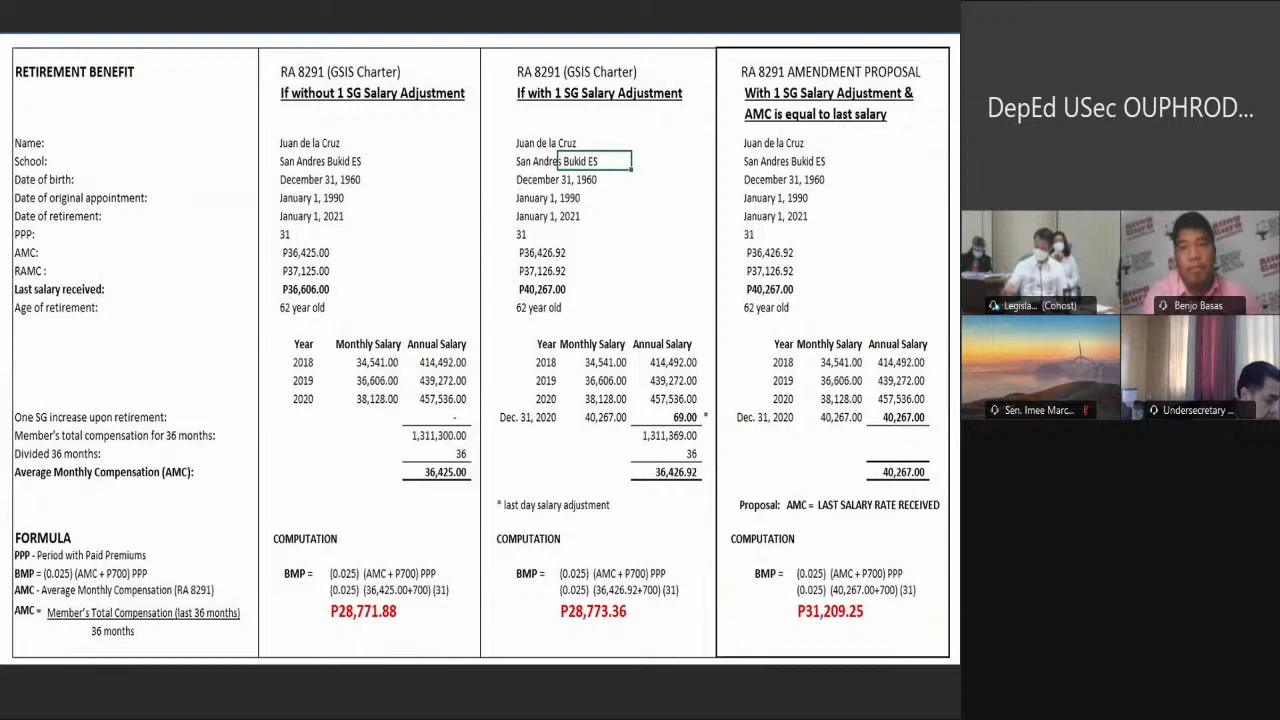 RETIREMENT BENEFIT RA 8291 (GSIS Charter) RA 8291 (GSIS Charter) RA 8291 AMENDMENT PROPOSAL
If without 1 SG Salary Adjustment If with 1 SG Salary Adjustment With 1 SG Salary Adjustment &
AMC is equal to last salary
Name: Juan de la Cruz Juan de la Cruz Juan de la Cruz
School: San Andres Bukid ES San Andres Bukid ES San Andres Bukid ES
Date of birth: December 31, 1960 December 31, 1960 December 31, 1960
Date of original appointment: January 1, 1990 January 1, 1990 January 1, 1990
Date of retirement: January 1, 2021 January 1, 2021 January 1, 2021
PPP: 31 31 31
AMC: P36,425.00 P36,426.92 P36,426.92
RAMC : P37,125.00 P37,126.92 P37,126.92
Last salary received: P36,606.00 P40,267.00 P40,267.00
Age of retirement: 62 year old 62 year old 62 year old
Year Monthly Salary Annual Salary Year Monthly Salary Annual Salary Year Monthly Salary Annual Salary
2018 34,541.00 414,492.00 2018 34,541.00 414,492.00 2018 34,541.00 414,492.00
2019 36,606.00 439,272.00 2019 36,606.00 439,272.00 2019 36,606.00 439,272.00
2020 38,128.00 457,536.00 2020 38,128.00 457,536.00 2020 38,128.00 457,536.00
One SG increase upon retirement: - Dec. 31, 2020 40,267.00 69.00 * Dec. 31, 2020 40,267.00 40,267.00
Member's total compensation for 36 months: 1,311,300.00 1,311,369.00
Divided 36 months: 36 36
Average Monthly Compensation (AMC): 36,425.00 36,426.92 40,267.00
* last day salary adjustment Proposal: AMC = LAST SALARY RATE RECEIVED
FORMULA COMPUTATION COMPUTATION COMPUTATION
PPP - Period with Paid Premiums
BMP = (0.025) (AMC + P700) PPP BMP = (0.025) (AMC + P700) PPP BMP = (0.025) (AMC + P700) PPP BMP = (0.025) (AMC + P700) PPP
AMC - Average Monthly Compensation (RA 8291) (0.025) (36,425.00+700) (31) (0.025) (36,426.92+700) (31) (0.025) (40,267.00+700) (31)
AMC = Member's Total Compensation (last 36 months) P28,771.88 P28,773.36 P31,209.25
36 months
DepEd USec OUPHROD...
Legisla... (Cohost)
Benjo Basas
Sen. Imee Marc...
Undersecretary ...